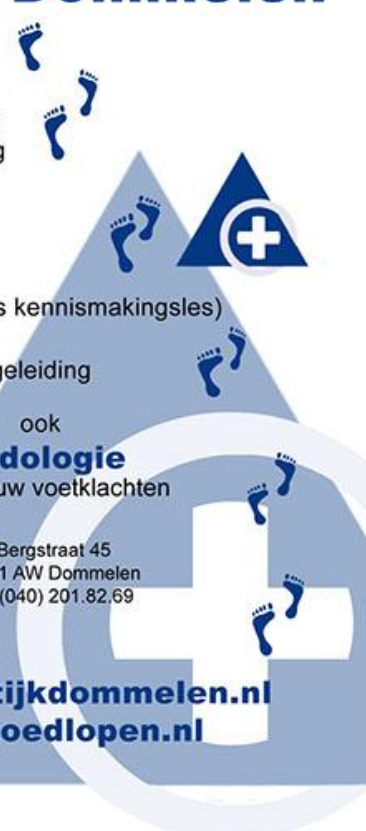 Dommelen
g
s kennismakingsles)
geleiding
ook
dologie
uw voetklachten
Bergstraat 45
1 AW Dommelen
(040) 201.82.69
tijkdommelen.nl
oedlopen.nl